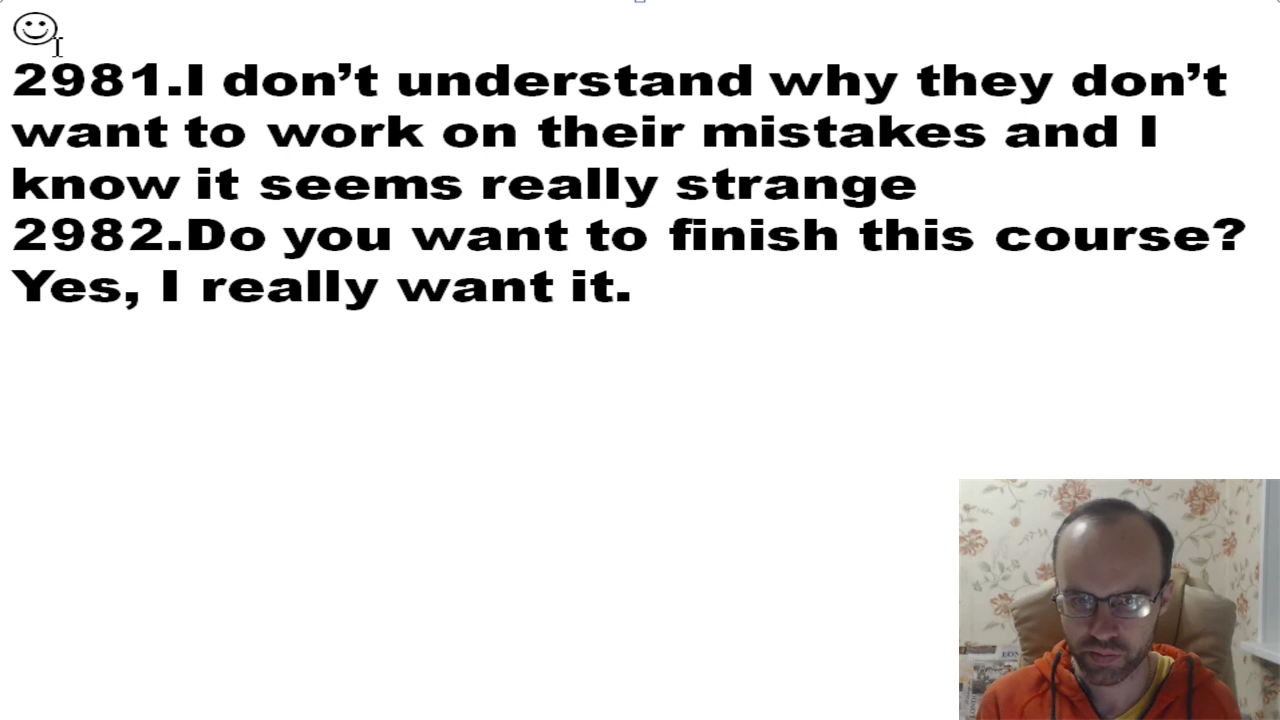 2981.I don’t understand why they don’t
want to work on their mistakes and I
know it seems really strange
2982.Do you want to finish this course?
Yes, I really want it.